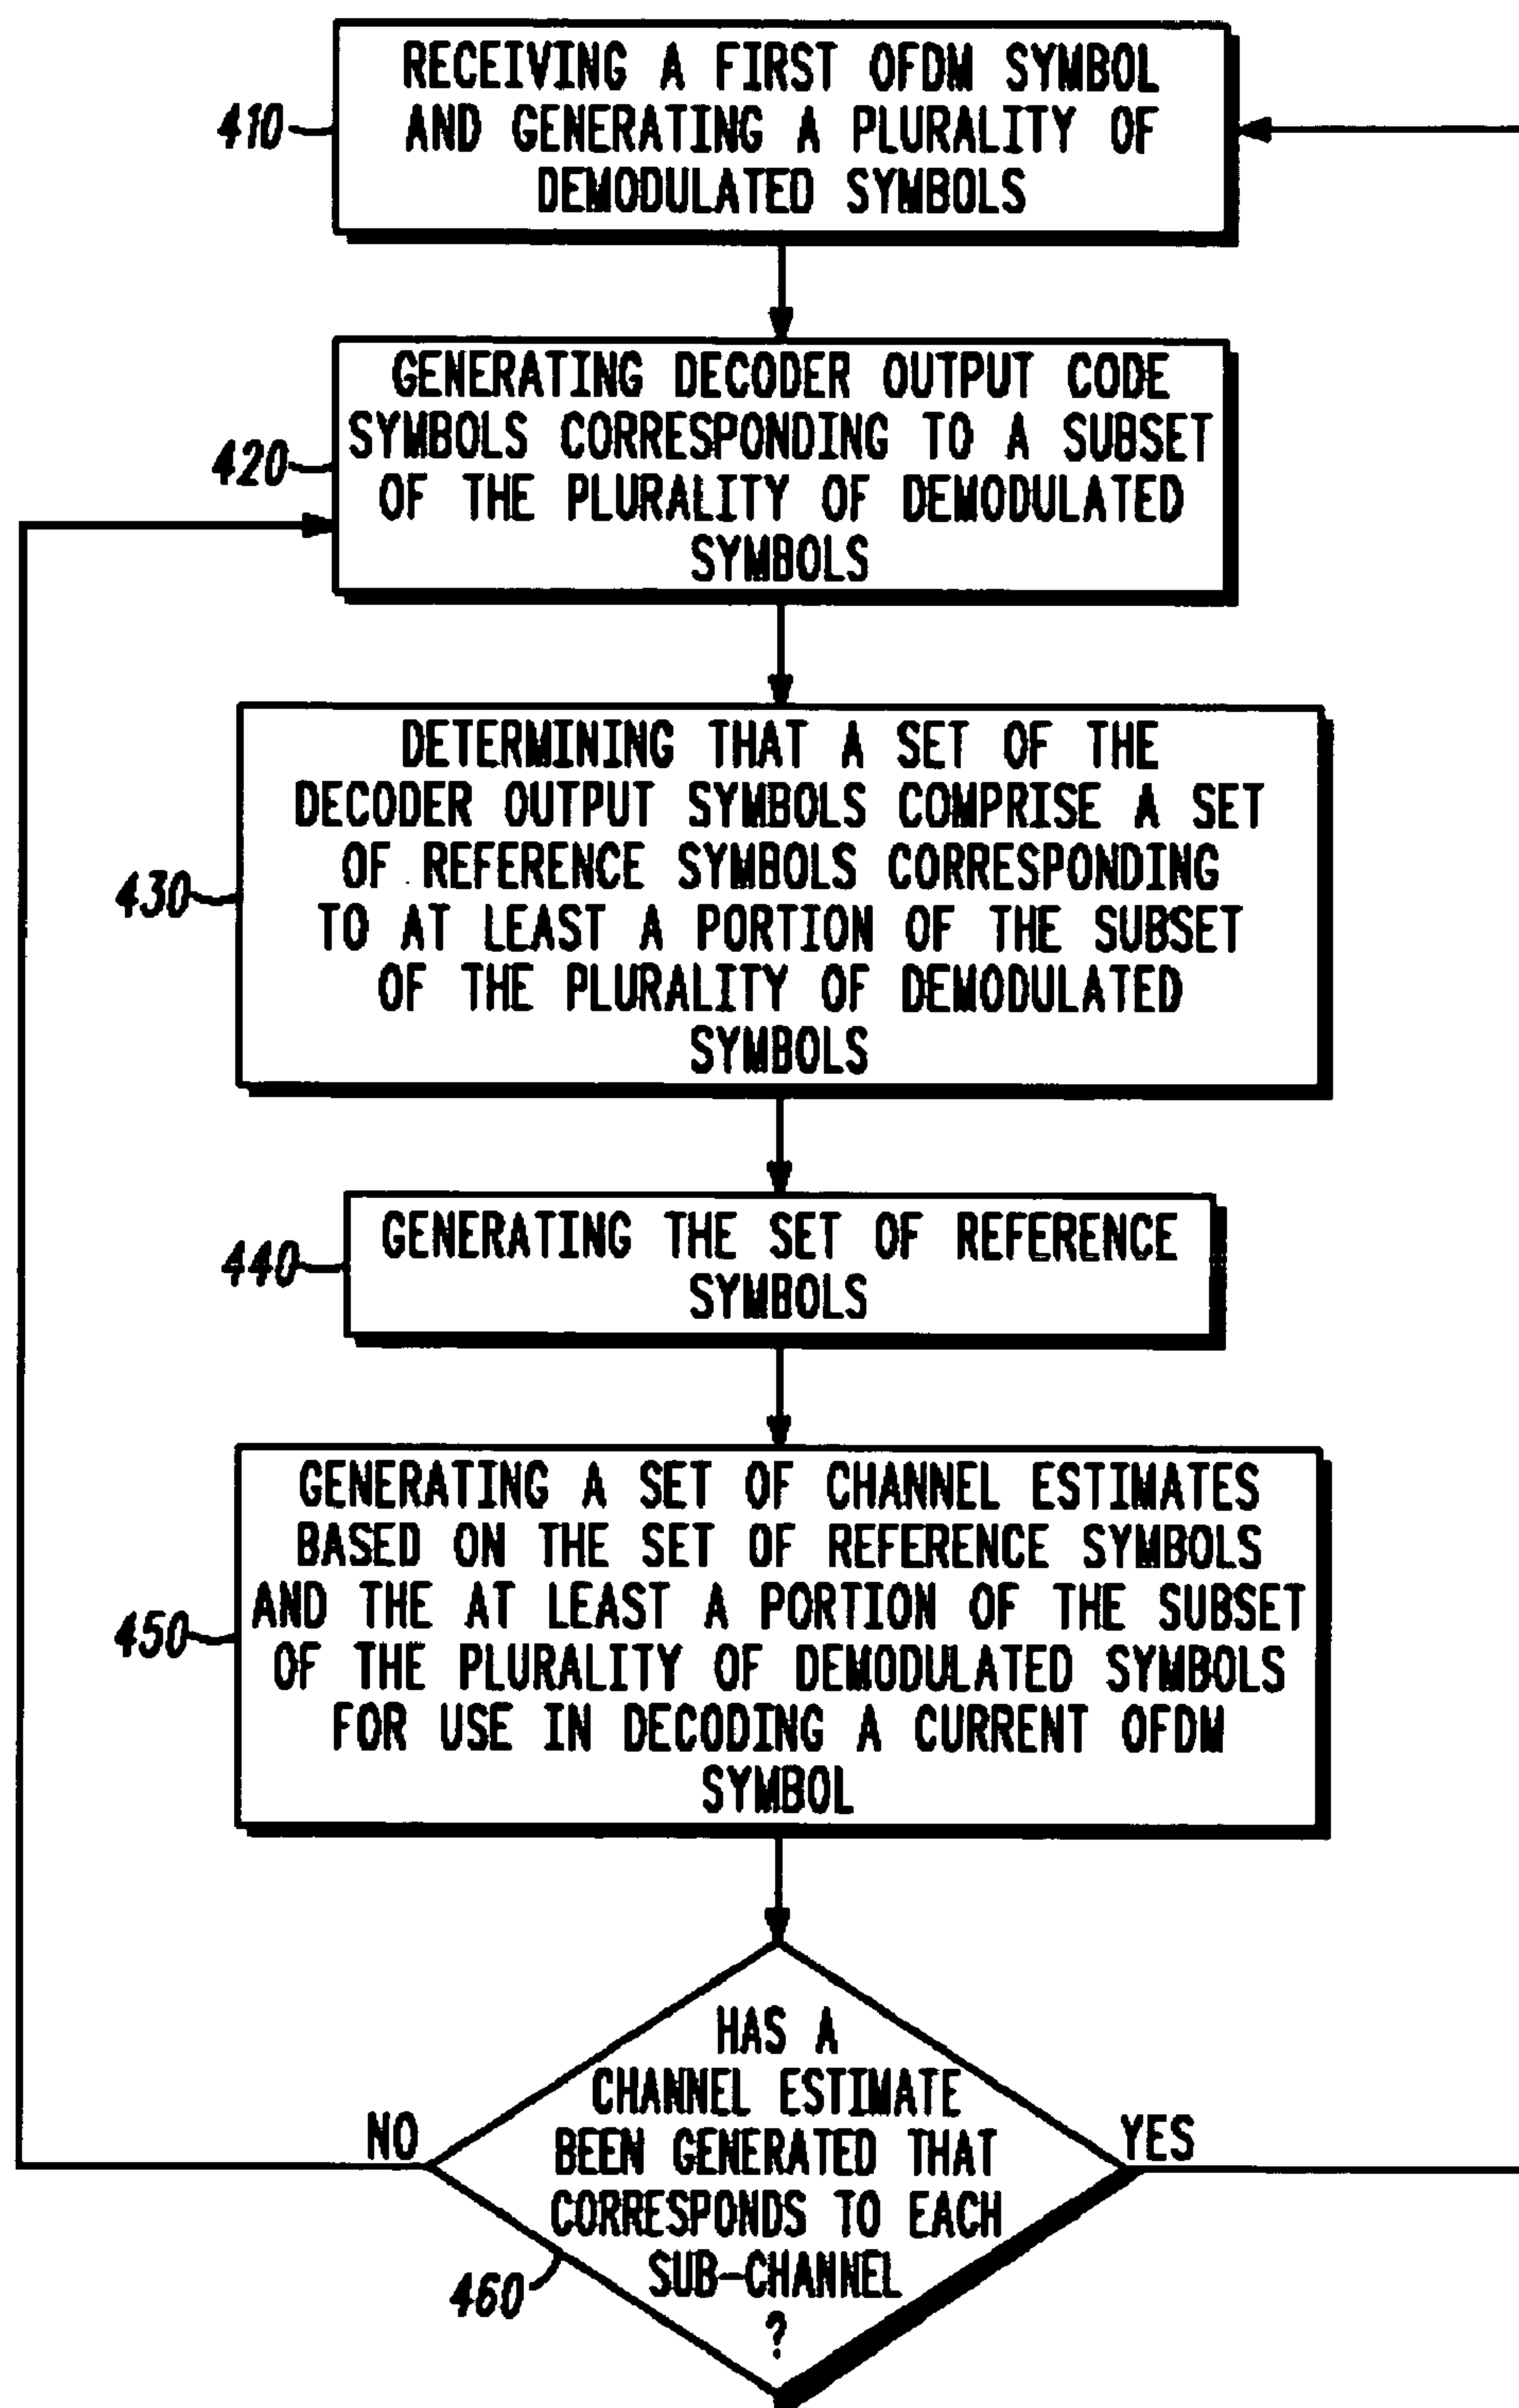 RECEIVING A FIRST OFDM SYMBOL
AND GENERATING A PLURALITY OF
DEMODULATED SYMBOLS
410
GENERATING DECODER OUTPUT CODE
SYMBOLS CORRESPONDING TO A SUBSET
OF THE PLURALITY OF DEMODULATED
SYMBOLS
420
DETERMINING THAT A SET OF THE
DECODER OUTPUT SYMBOLS COMPRISE A SET
OF REFERENCE SYMBOLS CORRESPONDING
TO AT LEAST A PORTION OF THE SUBSET
OF THE PLURALITY OF DEMODULATED
SYMBOLS
430
GENERATING THE SET OF REFERENCE
SYMBOLS
440
GENERATING A SET OF CHANNEL ESTIMATES
BASED ON THE SET OF REFERENCE SYMBOLS
AND THE AT LEAST A PORTION OF THE SUBSET
OF THE PLURALITY OF DEMODULATED SYMBOLS
FOR USE IN DECODING A CURRENT OFDM
SYMBOL
450
HAS A
CHANNEL ESTIMATE
BEEN GENERATED THAT
CORRESPONDS TO EACH
SUB-CHANNEL
?
NO
YES
460